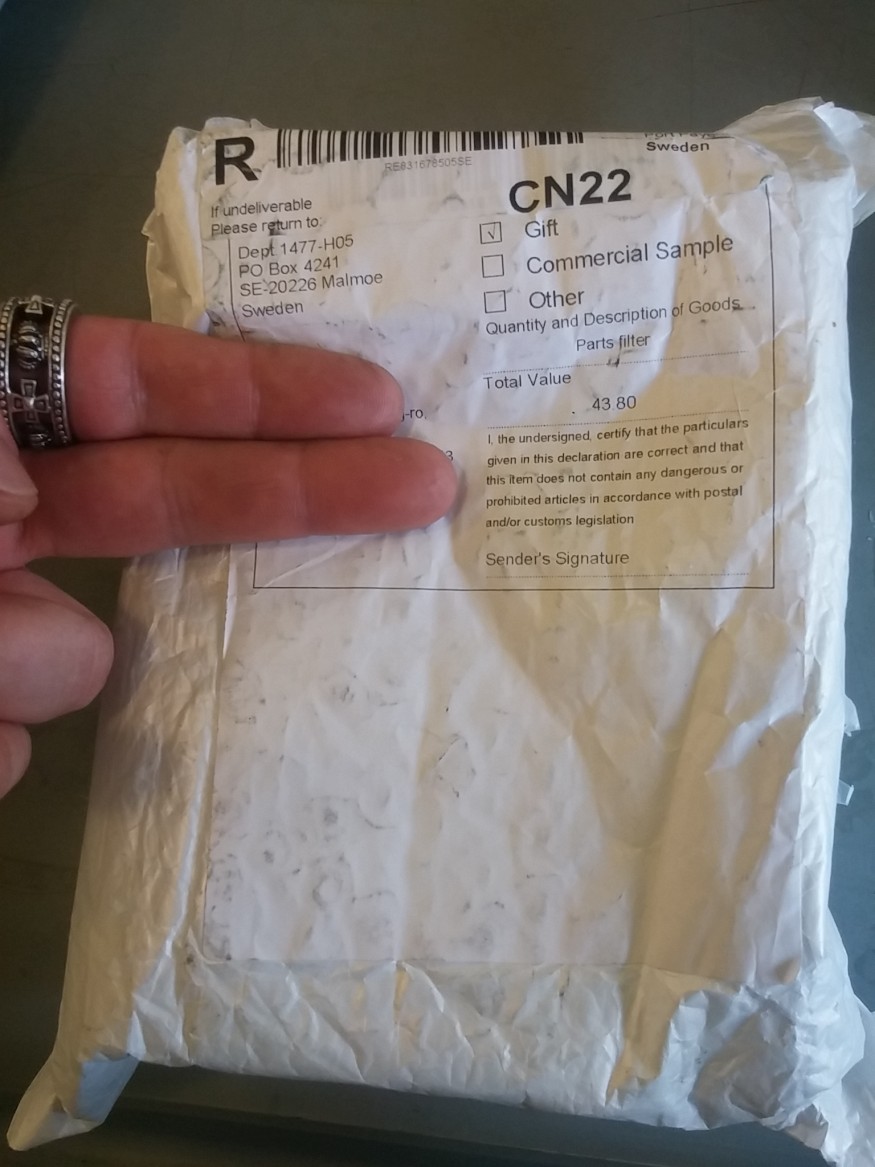 R
RE831678505SE
Sweden
If undeliverable
Please return to:
Dept 1477-H05
PO Box 4241
SE-20226 Malmoe
Sweden
CN22
Gift
Commercial Sample
Other
Quantity and Description of Goods
Parts filter
Total Value
43.80
I, the undersigned, certify that the particulars
given in this declaration are correct and that
this item does not contain any dangerous or
prohibited articles in accordance with postal
and/or customs legislation
Sender's Signature
-ro,
3